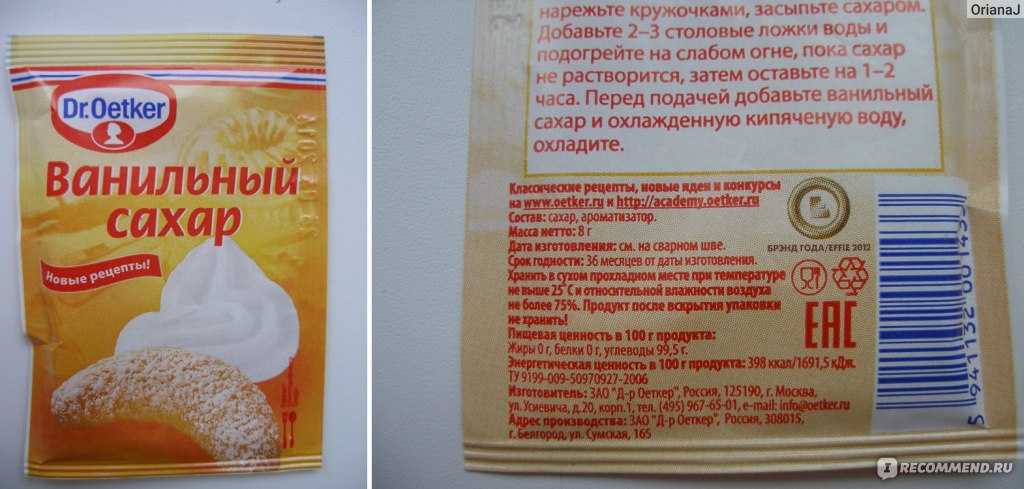 Dr.Oetker
Ванильный
сахар
Новые рецепты!
OrianaJ
нарежьте кружочками, засыпьте сахаром.
Добавьте 2–3 столовые ложки воды и
подогрейте на слабом огне, пока сахар
не растворится, затем оставьте на 1–2
часа. Перед подачей добавьте ванильный
сахар и охлажденную кипяченую воду,
охладите.
Классические рецепты, новые идеи и конкурсы
на www.oetker.ru и http://academy.oetker.ru
Состав: сахар, ароматизатор.
Масса нетто: 8 г
Дата изготовления: см. на сварном шве.
Срок годности: 36 месяцев от даты изготовления.
Хранить в сухом прохладном месте при температуре
не выше 25°С и относительной влажности воздуха
не более 75%. Продукт после вскрытия упаковки
не хранить!
Пищевая ценность в 100 г продукта:
Жиры 0 г, белки 0 г, углеводы 99,5 г.
Энергетическая ценность в 100 г продукта: 398 ккал/1691,5 кДж.
ТУ 9199-009-50970927-2006
Изготовитель: ЗАО "Д-р Оеткер", Россия, 125190, г. Москва,
ул. Усиевича, д.20, корп.1, тел. (495) 967-65-01, e-mail: info@oetker.ru
Адрес производства: ЗАО "Д-р Оеткер", Россия, 308015,
г. Белгород, ул. Сумская, 165
БРЭНД ГОДА/EFFIE 2012
ЕАС
5 941132 001459
IRECOMMEND.RU